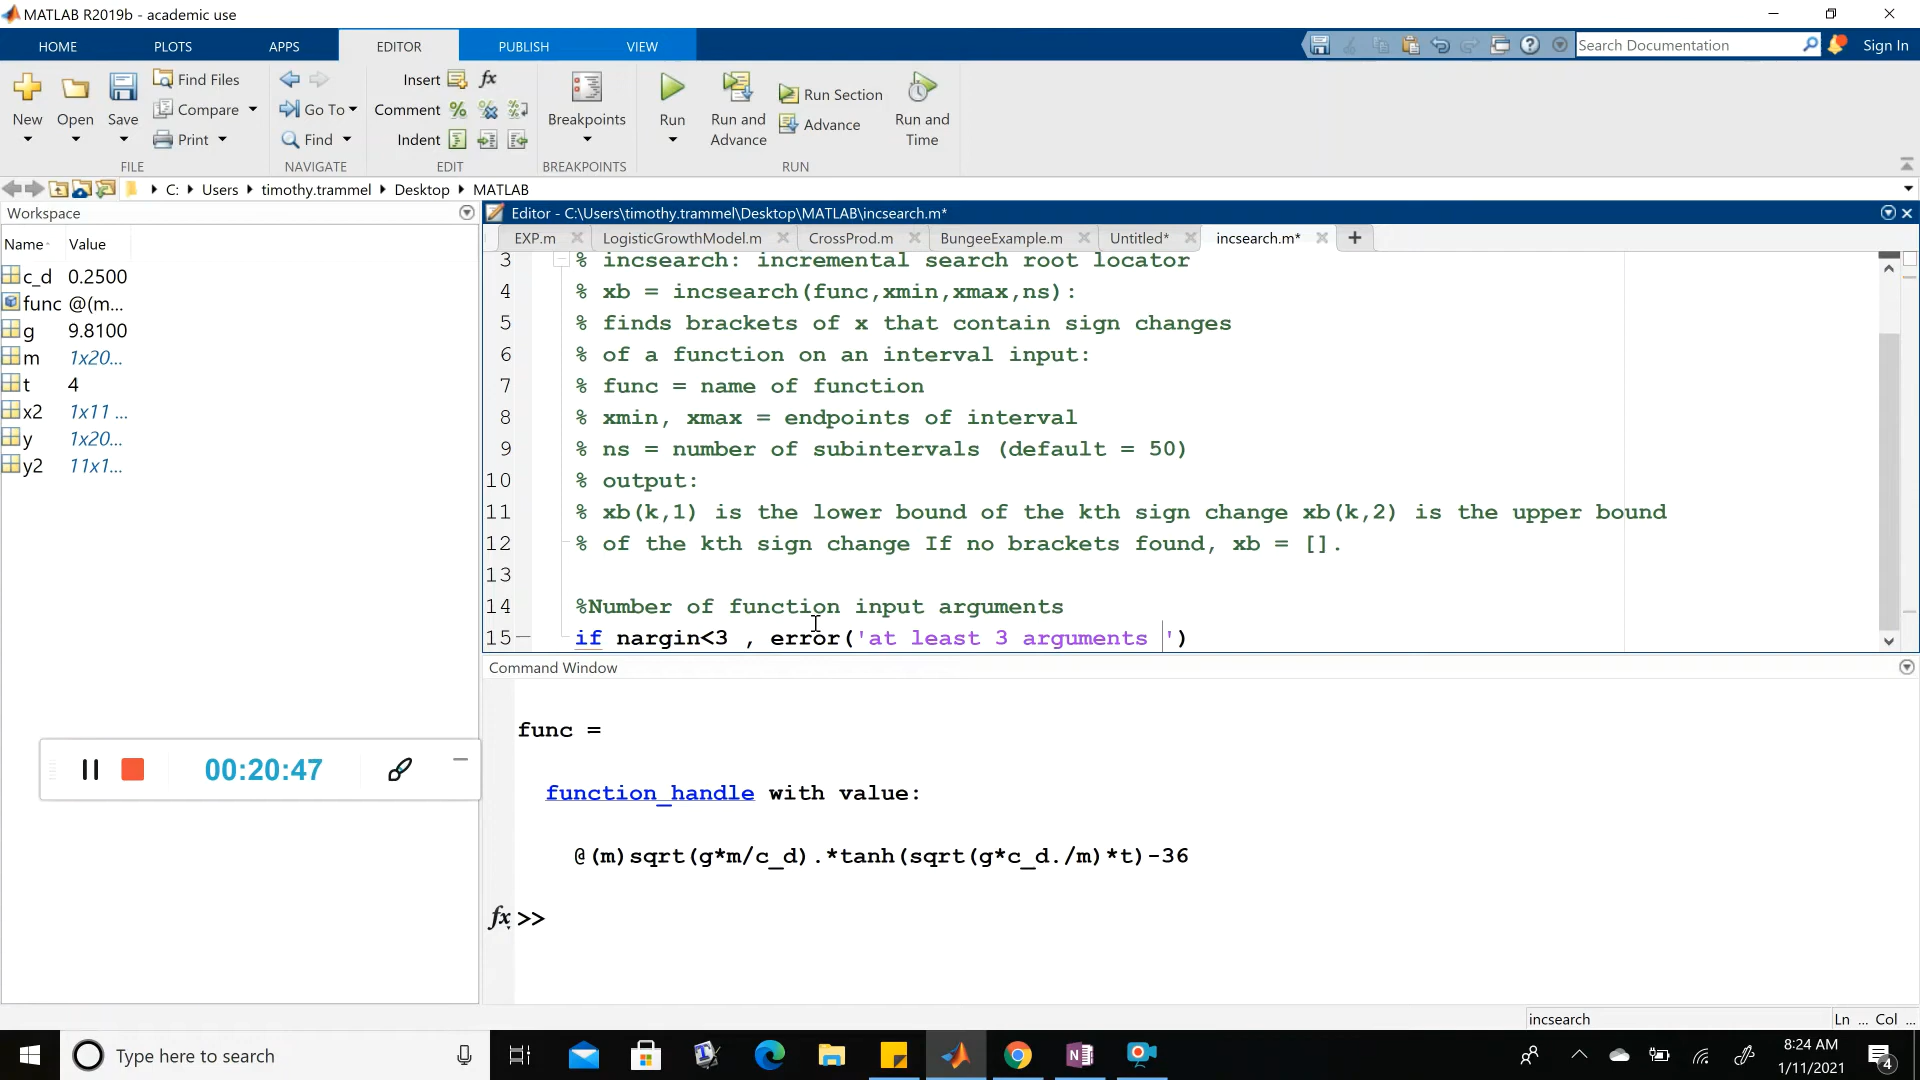 MATLAB R2019b - academic use
HOME PLOTS APPS EDITOR PUBLISH VIEW Search Documentation Sign In
New Open Save Find Files Compare Print
FILE
Go To Find
NAVIGATE
Insert fx Comment Indent
EDIT
Breakpoints
BREAKPOINTS
Run Run and Advance Run Section Advance Run and Time
RUN
C: Users timothy.trammel Desktop MATLAB
Workspace
Name Value
c_d 0.2500
func @(m...
g 9.8100
m 1x20...
t 4
x2 1x11 ...
y 1x20...
y2 11x1...
00:20:47
Editor - C:\Users\timothy.trammel\Desktop\MATLAB\incsearch.m*
EXP.m LogisticGrowthModel.m CrossProd.m BungeeExample.m Untitled* incsearch.m*
3 % incsearch: incremental search root locator
4 % xb = incsearch(func,xmin,xmax,ns):
5 % finds brackets of x that contain sign changes
6 % of a function on an interval input:
7 % func = name of function
8 % xmin, xmax = endpoints of interval
9 % ns = number of subintervals (default = 50)
10 % output:
11 % xb(k,1) is the lower bound of the kth sign change xb(k,2) is the upper bound
12 % of the kth sign change If no brackets found, xb = [].
13
14 %Number of function input arguments
15 if nargin<3 , error('at least 3 arguments ')
Command Window
func =
function_handle with value:
@(m)sqrt(g*m/c_d).*tanh(sqrt(g*c_d./m)*t)-36
fx >>
incsearch Ln ... Col ...
Type here to search
8:24 AM
1/11/2021
4